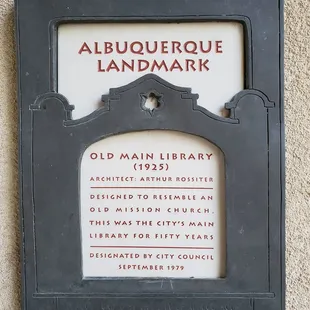 ALBUQUERQUE
LANDMARK
OLD MAIN LIBRARY
(1925)
ARCHITECT: ARTHUR ROSSITER
DESIGNED TO RESEMBLE AN
OLD MISSION CHURCH,
THIS WAS THE CITY'S MAIN
LIBRARY FOR FIFTY YEARS
DESIGNATED BY CITY COUNCIL
SEPTEMBER 1979